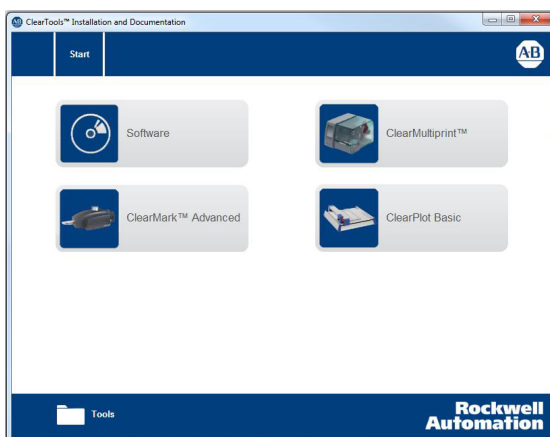 ClearTools™ Installation and Documentation
Start
AB
Software
ClearMultiprint™
ClearMark™ Advanced
ClearPlot Basic
Tools
Rockwell
Automation